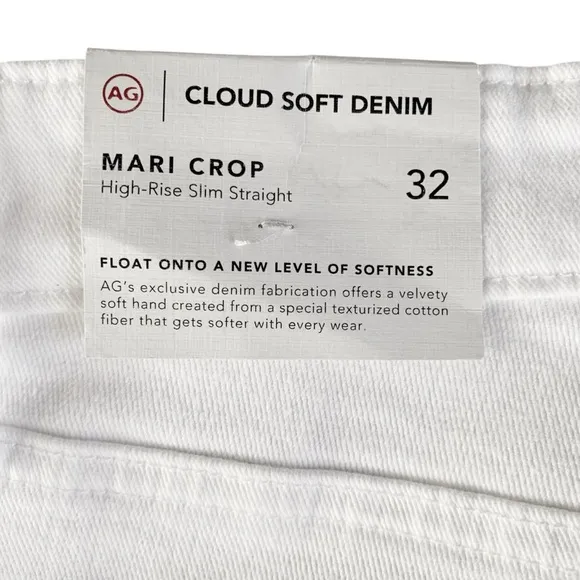 AG | CLOUD SOFT DENIM
MARI CROP
High-Rise Slim Straight
32
FLOAT ONTO A NEW LEVEL OF SOFTNESS
AG's exclusive denim fabrication offers a velvety
soft hand created from a special texturized cotton
fiber that gets softer with every wear.